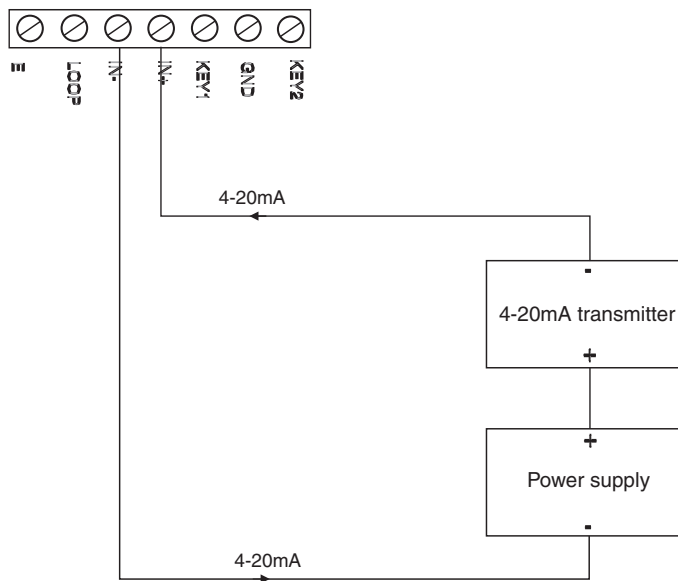 E LOOP IN- IN+ KEY1 GND KEY2
4-20mA
-
4-20mA transmitter
+
+
Power supply
-
4-20mA